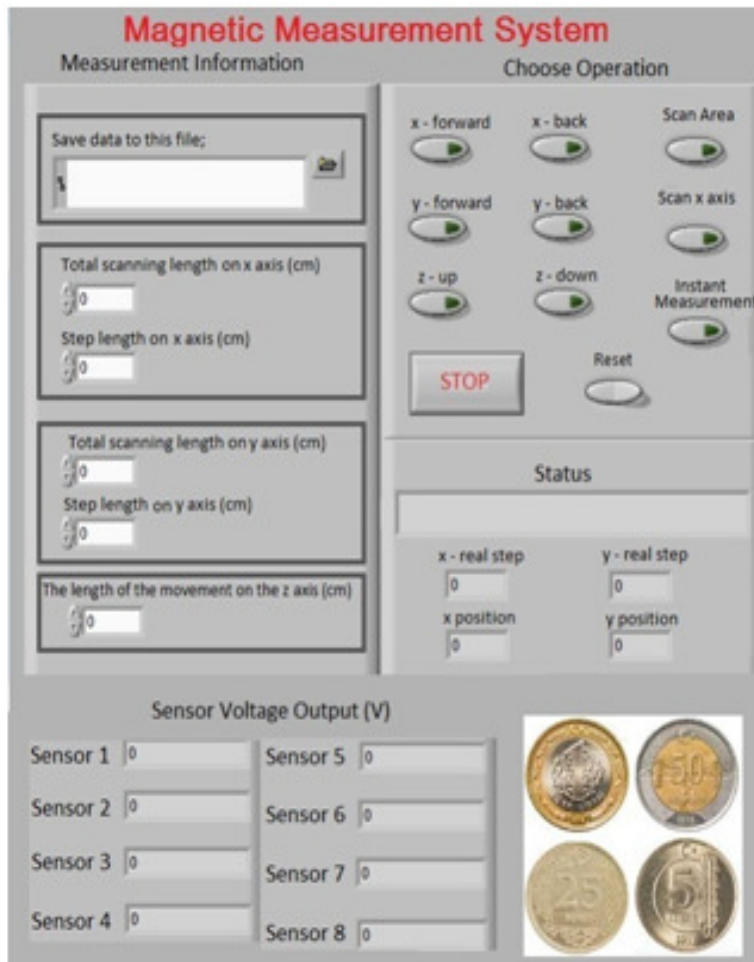 Magnetic Measurement System
Measurement Information
Save data to this file;
Total scanning length on x axis (cm)
0
Step length on x axis (cm)
0
Total scanning length on y axis (cm)
0
Step length on y axis (cm)
0
The length of the movement on the z axis (cm)
0
Choose Operation
x - forward x - back Scan Area
y - forward y - back Scan x axis
z - up z - down Instant
Measurement
STOP Reset
Status
x - real step y - real step
0 0
x position y position
0 0
Sensor Voltage Output (V)
Sensor 1 0 Sensor 5 0
Sensor 2 0 Sensor 6 0
Sensor 3 0 Sensor 7 0
Sensor 4 0 Sensor 8 0
50
25
5